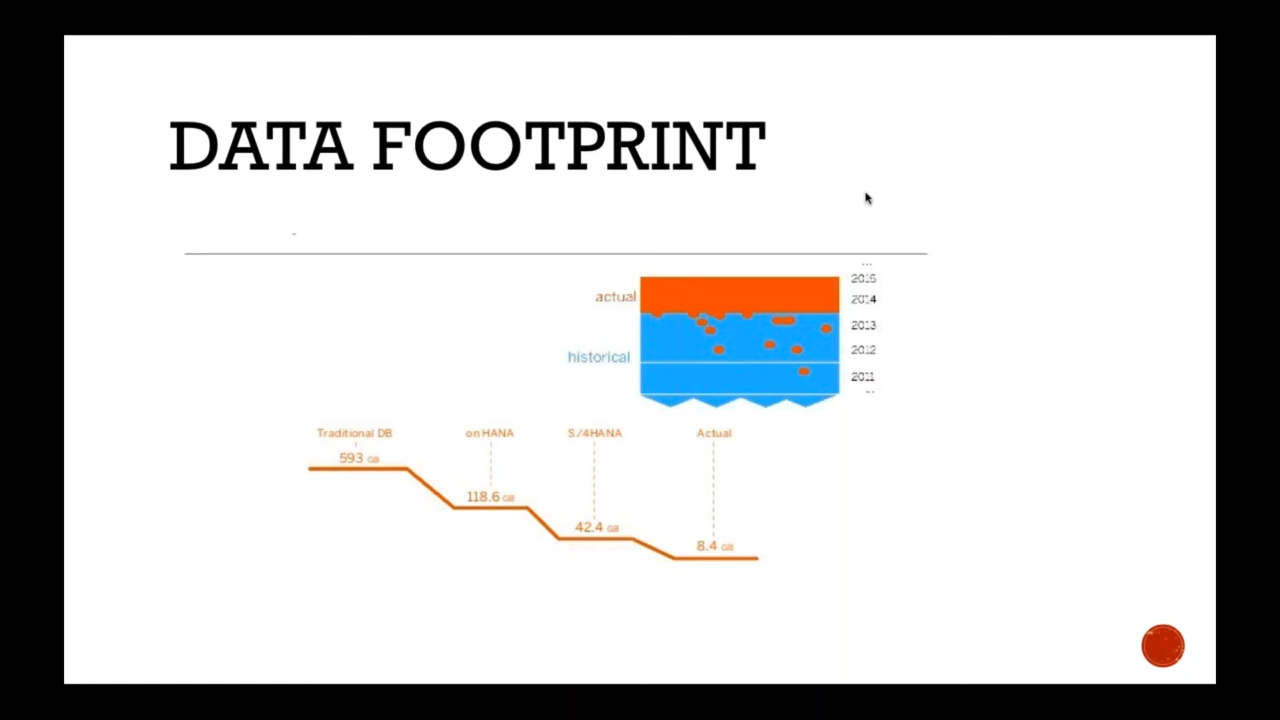 DATA FOOTPRINT
-
...
2015
actual
2014
2013
2012
historical
2011
...
Traditional DB
on HANA
S/4HANA
Actual
593 GB
118.6 GB
42.4 GB
8.4 GB